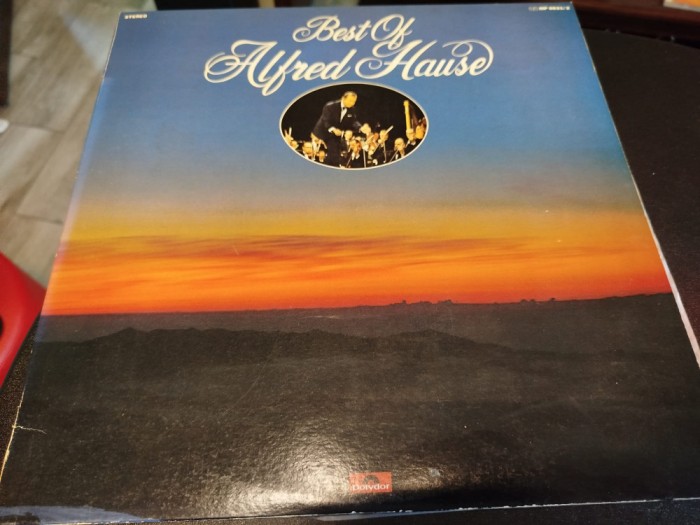 STEREO
Best Of
Alfred Hause
Polydor